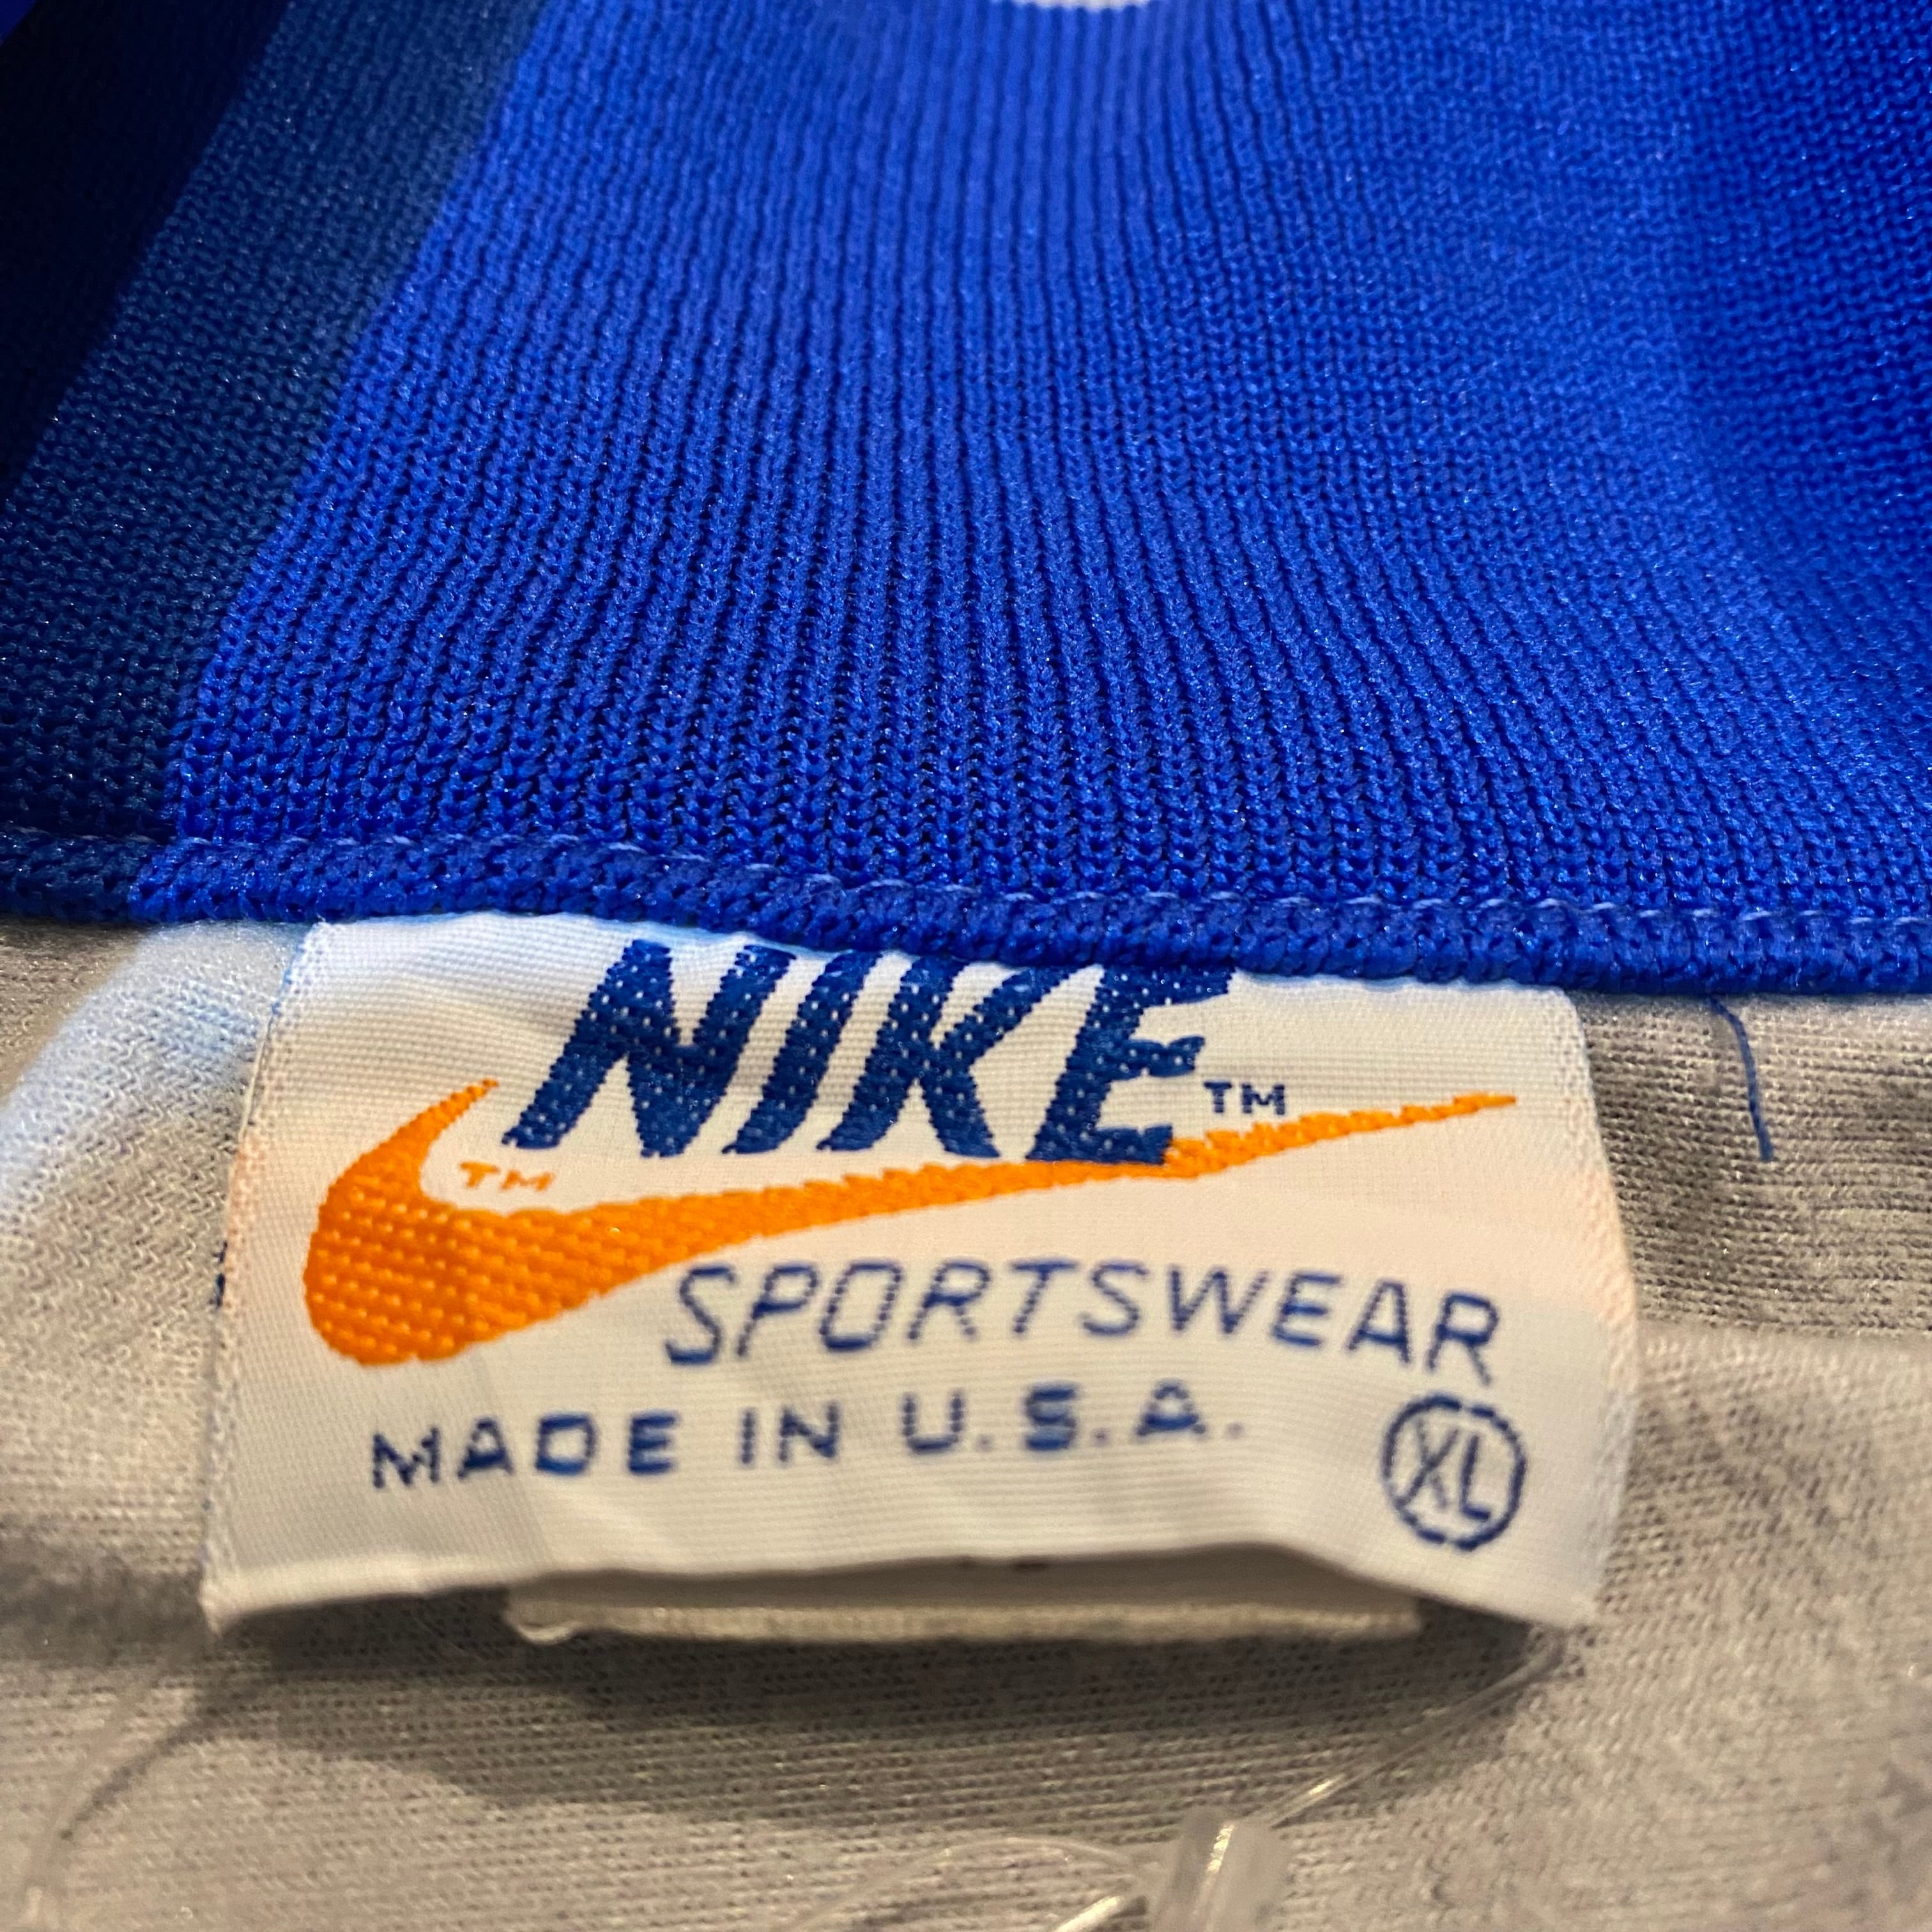 NIKE™
™
SPORTSWEAR
MADE IN U.S.A.
XL